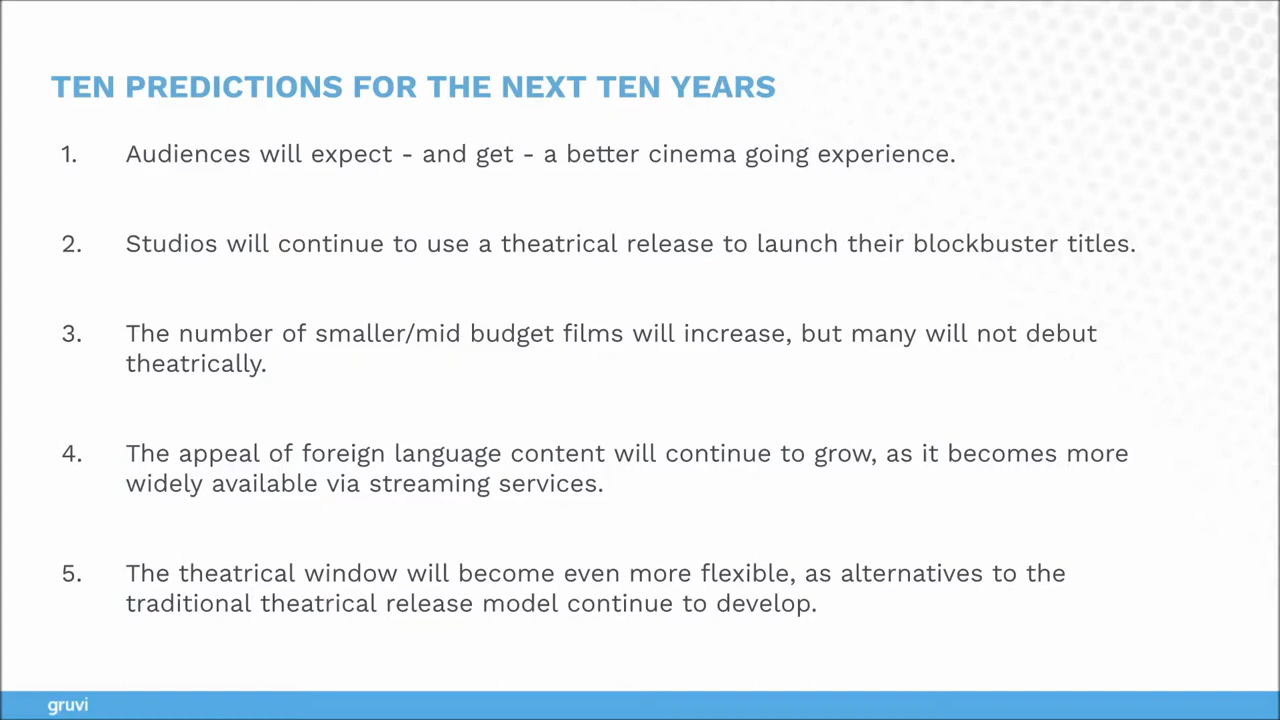 TEN PREDICTIONS FOR THE NEXT TEN YEARS
1. Audiences will expect - and get - a better cinema going experience.
2. Studios will continue to use a theatrical release to launch their blockbuster titles.
3. The number of smaller/mid budget films will increase, but many will not debut
theatrically.
4. The appeal of foreign language content will continue to grow, as it becomes more
widely available via streaming services.
5. The theatrical window will become even more flexible, as alternatives to the
traditional theatrical release model continue to develop.
gruvi